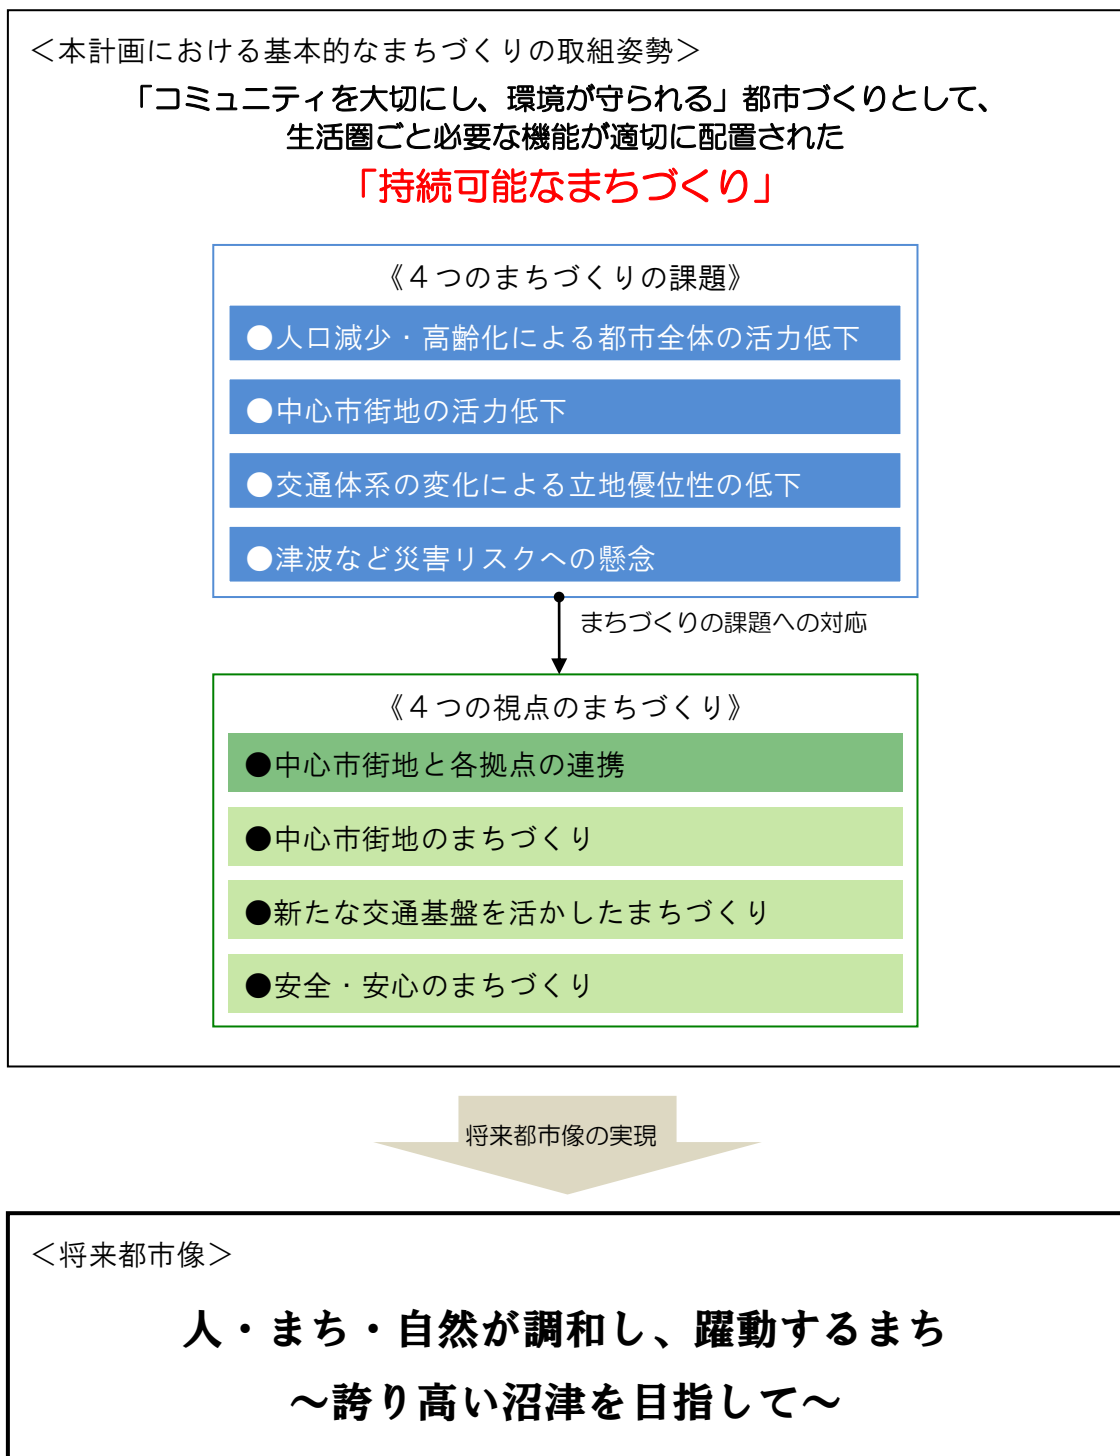 ＜本計画における基本的なまちづくりの取組姿勢＞
「コミュニティを大切にし、環境が守られる」都市づくりとして、
生活圏ごと必要な機能が適切に配置された
「持続可能なまちづくり」
《４つのまちづくりの課題》
●人口減少・高齢化による都市全体の活力低下
●中心市街地の活力低下
●交通体系の変化による立地優位性の低下
●津波など災害リスクへの懸念
まちづくりの課題への対応
《４つの視点のまちづくり》
●中心市街地と各拠点の連携
●中心市街地のまちづくり
●新たな交通基盤を活かしたまちづくり
●安全・安心のまちづくり
将来都市像の実現
＜将来都市像＞
人・まち・自然が調和し、躍動するまち
～誇り高い沼津を目指して～